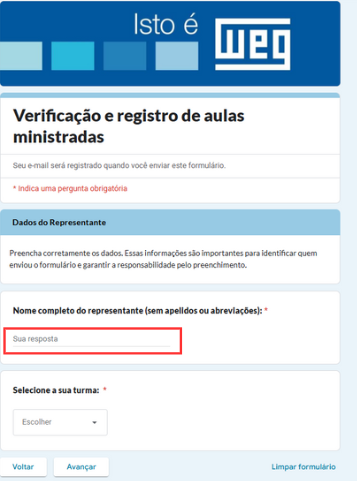 Isto é weg
Verificação e registro de aulas
ministradas
Seu e-mail será registrado quando você enviar este formulário.
* Indica uma pergunta obrigatória
Dados do Representante
Preencha corretamente os dados. Essas informações são importantes para identificar quem
enviou o formulário e garantir a responsabilidade pelo preenchimento.
Nome completo do representante (sem apelidos ou abreviações): *
Sua resposta
Selecione a sua turma: *
Escolher
Voltar Avançar Limpar formulário